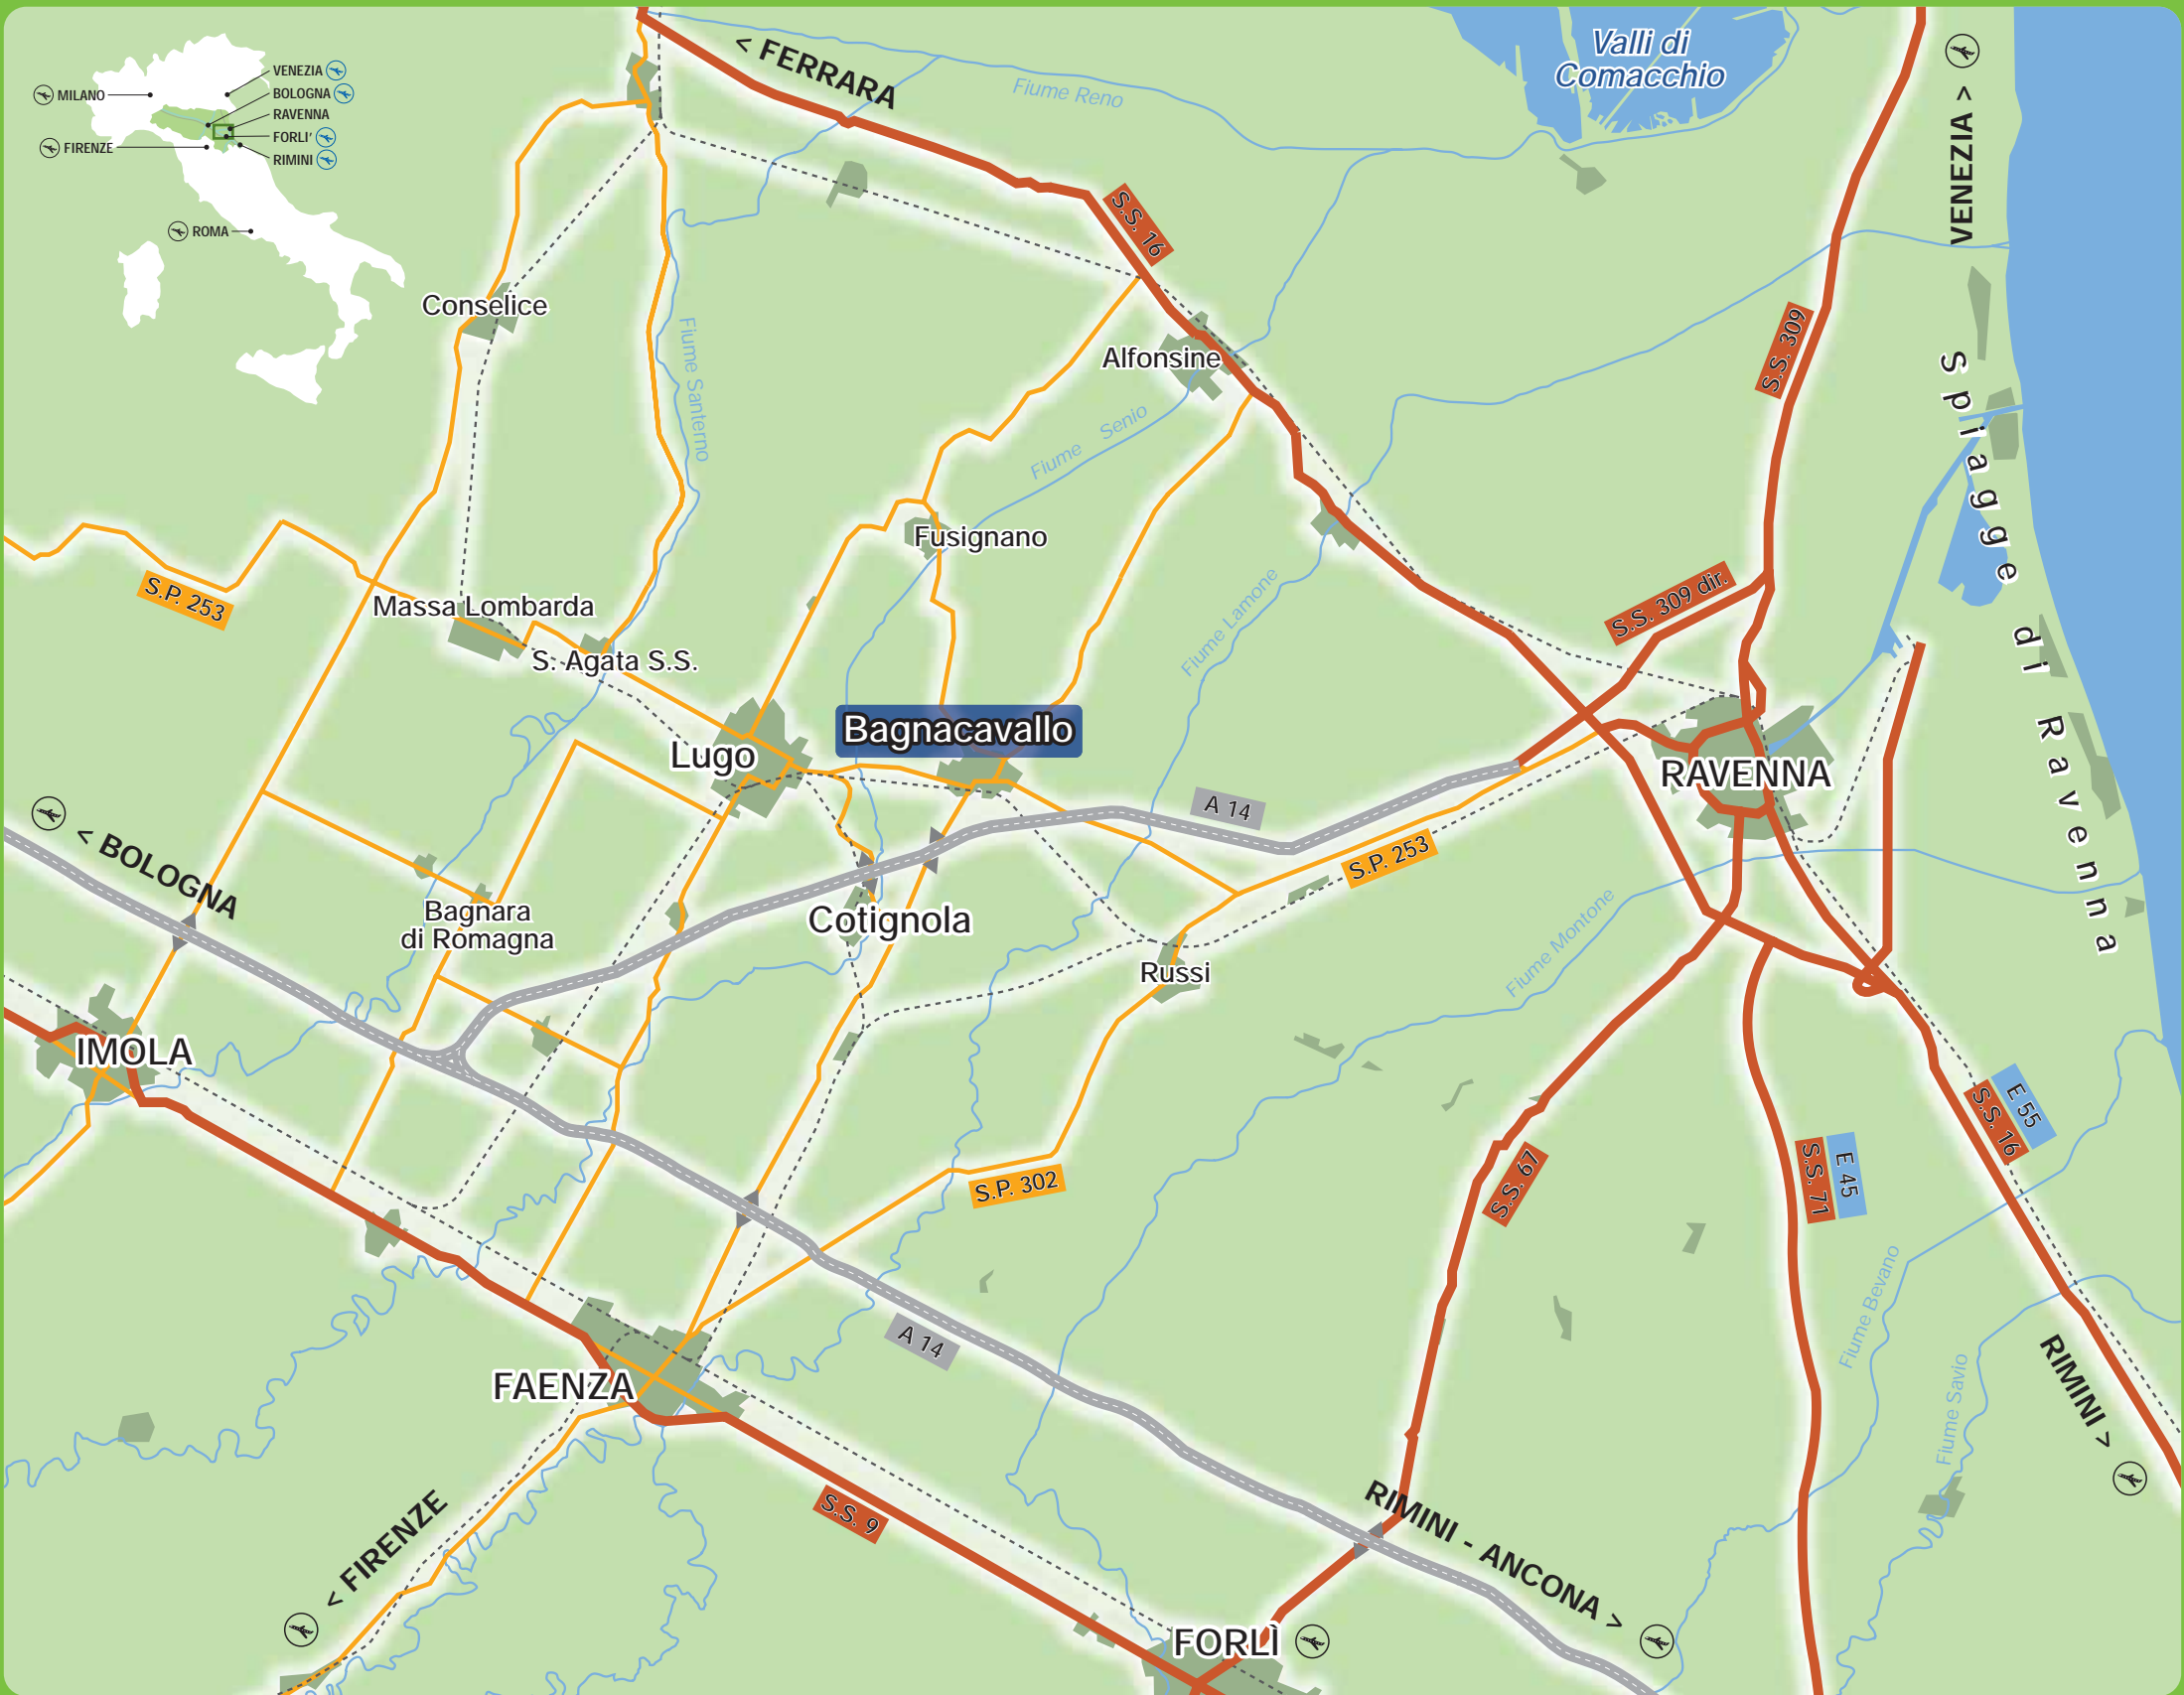 VENEZIA
MILANO
BOLOGNA
RAVENNA
FORLI'
FIRENZE
RIMINI
ROMA
< FERRARA
Fiume Reno
Valli di
Comacchio
VENEZIA >
S.S. 16
Conselice
Fiume Santerno
Alfonsine
S.S. 309
Spiagge di Ravenna
Fiume Senio
Fusignano
S.P. 253
Massa Lombarda
S. Agata S.S.
Fiume Lamone
S.S. 309 dir.
Lugo
Bagnacavallo
RAVENNA
A 14
S.P. 253
< BOLOGNA
Bagnara
di Romagna
Cotignola
Russi
Fiume Montone
IMOLA
E 55
S.S. 16
S.P. 302
S.S. 67
S.S. 71
E 45
A 14
Fiume Bevano
FAENZA
Fiume Savio
RIMINI >
S.S. 9
< FIRENZE
RIMINI - ANCONA >
FORLÌ